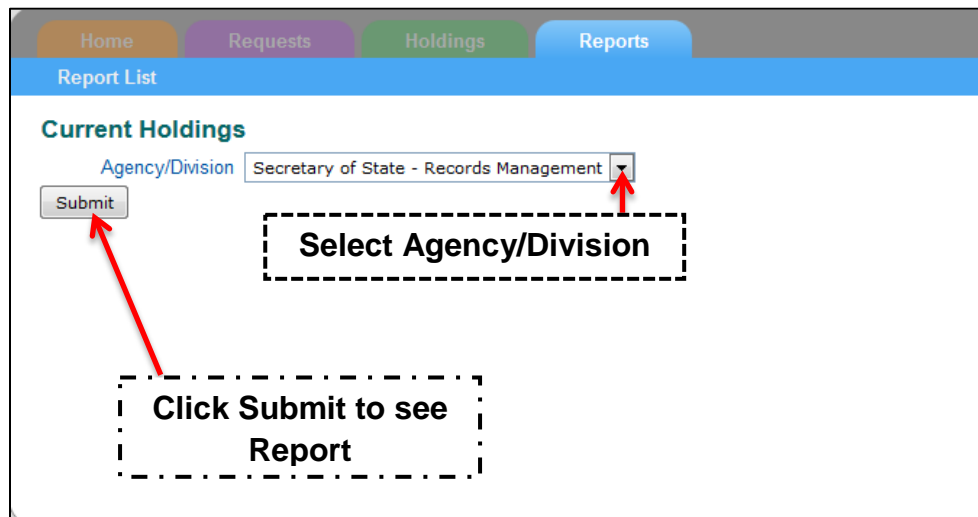 Home Requests Holdings Reports
Report List
Current Holdings
Agency/Division Secretary of State - Records Management
Submit
Select Agency/Division
Click Submit to see
Report